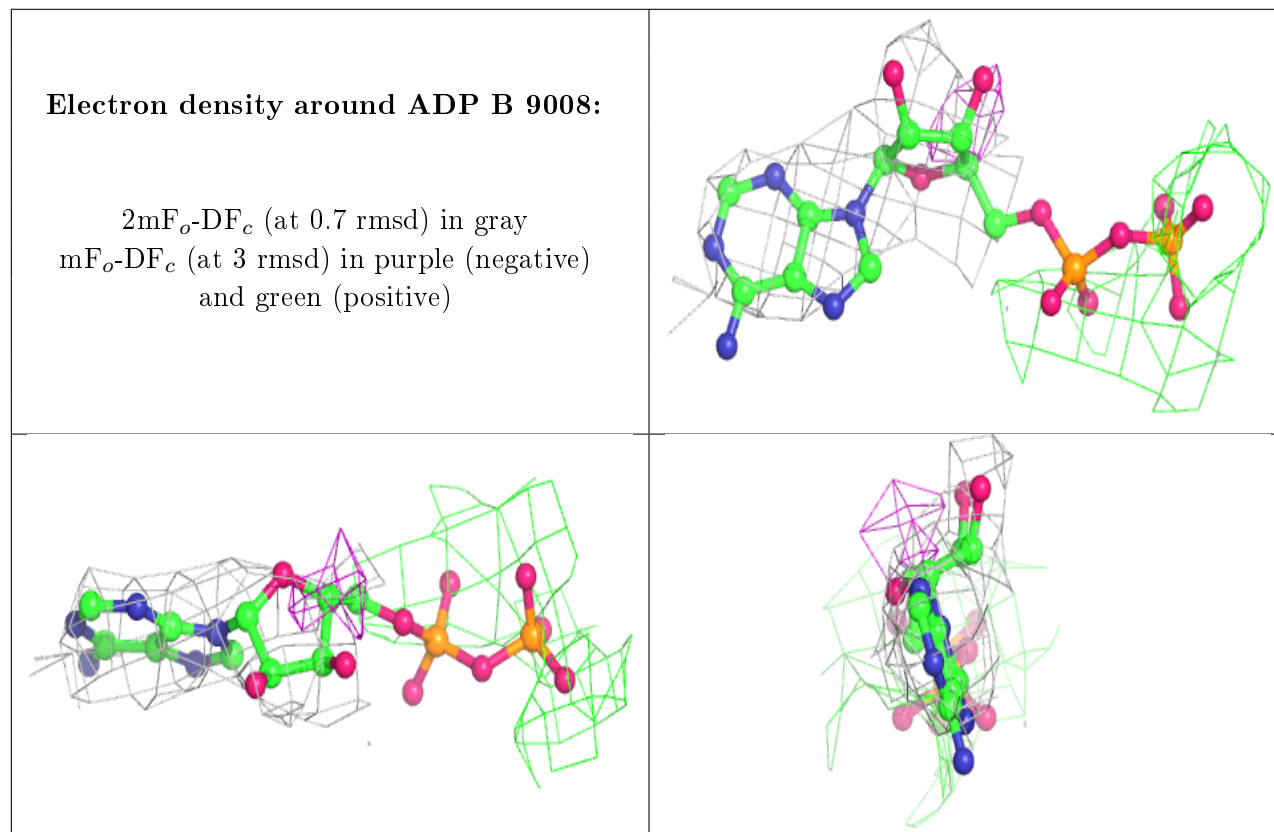 Electron density around ADP B 9008:
2mFo-DFc (at 0.7 rmsd) in gray
mFo-DFc (at 3 rmsd) in purple (negative)
and green (positive)